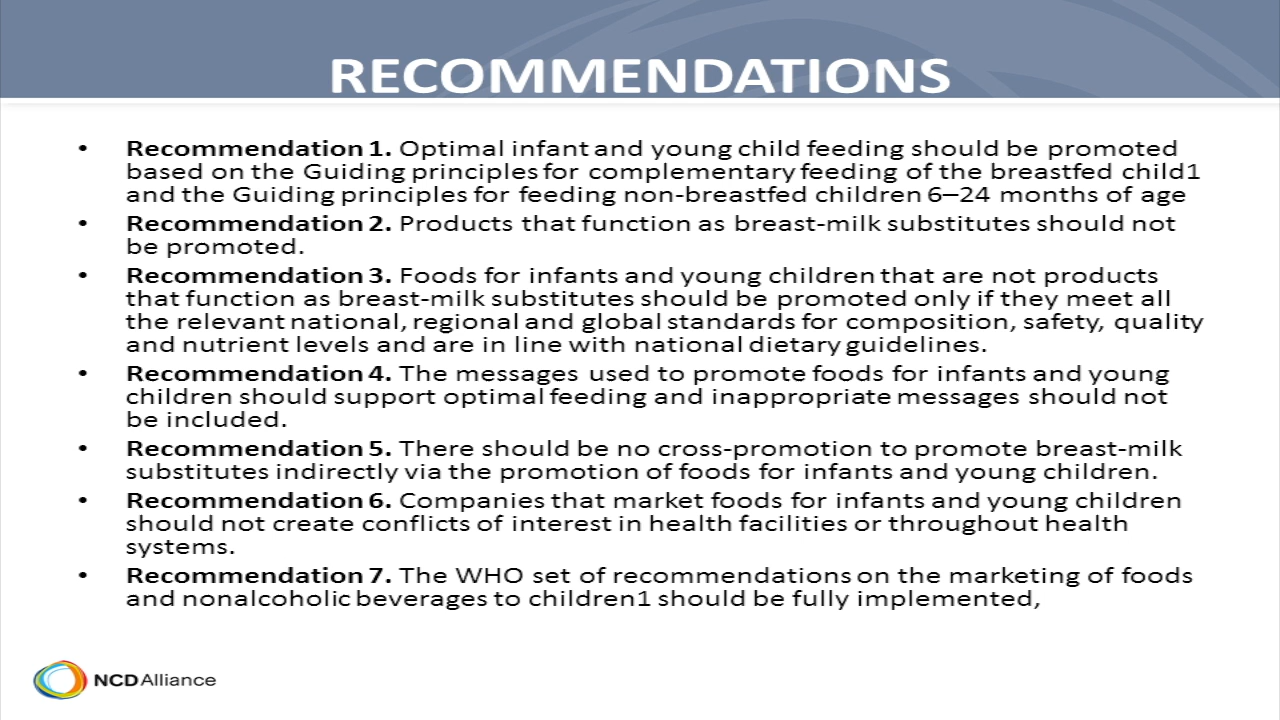 RECOMMENDATIONS
• Recommendation 1. Optimal infant and young child feeding should be promoted
based on the Guiding principles for complementary feeding of the breastfed child1
and the Guiding principles for feeding non-breastfed children 6–24 months of age
• Recommendation 2. Products that function as breast-milk substitutes should not
be promoted.
• Recommendation 3. Foods for infants and young children that are not products
that function as breast-milk substitutes should be promoted only if they meet all
the relevant national, regional and global standards for composition, safety, quality
and nutrient levels and are in line with national dietary guidelines.
• Recommendation 4. The messages used to promote foods for infants and young
children should support optimal feeding and inappropriate messages should not
be included.
• Recommendation 5. There should be no cross-promotion to promote breast-milk
substitutes indirectly via the promotion of foods for infants and young children.
• Recommendation 6. Companies that market foods for infants and young children
should not create conflicts of interest in health facilities or throughout health
systems.
• Recommendation 7. The WHO set of recommendations on the marketing of foods
and nonalcoholic beverages to children1 should be fully implemented,
NCD Alliance